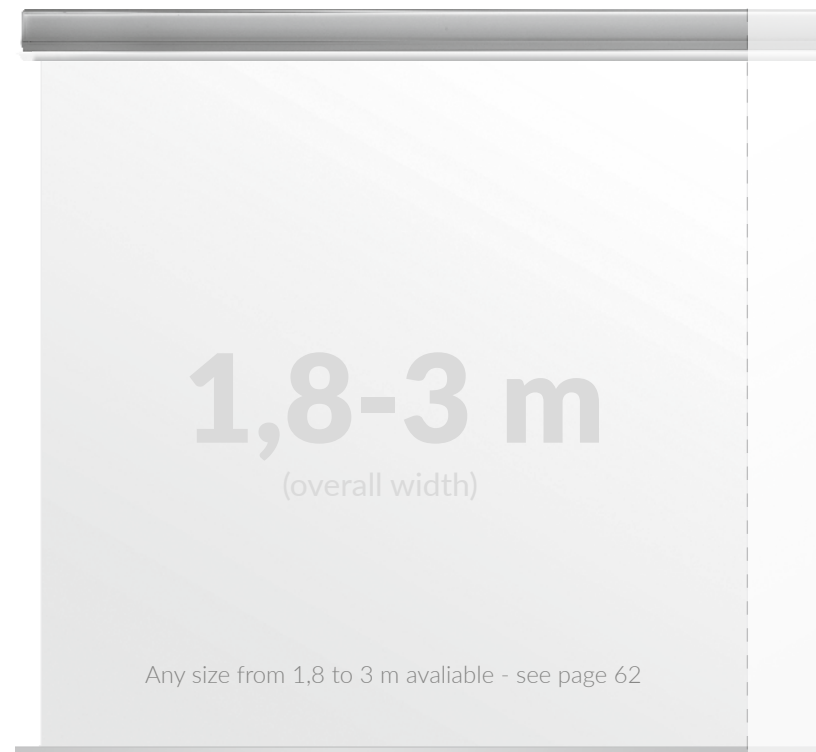 1,8-3 m
(overall width)
Any size from 1,8 to 3 m avaliable - see page 62